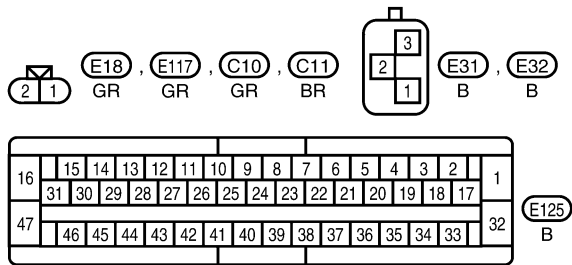 2 1 E18 , E117 , C10 , C11 3 2 1 E31 , E32
GR GR GR BR B B
16 15 14 13 12 11 10 9 8 7 6 5 4 3 2 1
31 30 29 28 27 26 25 24 23 22 21 20 19 18 17
47 46 45 44 43 42 41 40 39 38 37 36 35 34 33 32
E125
B